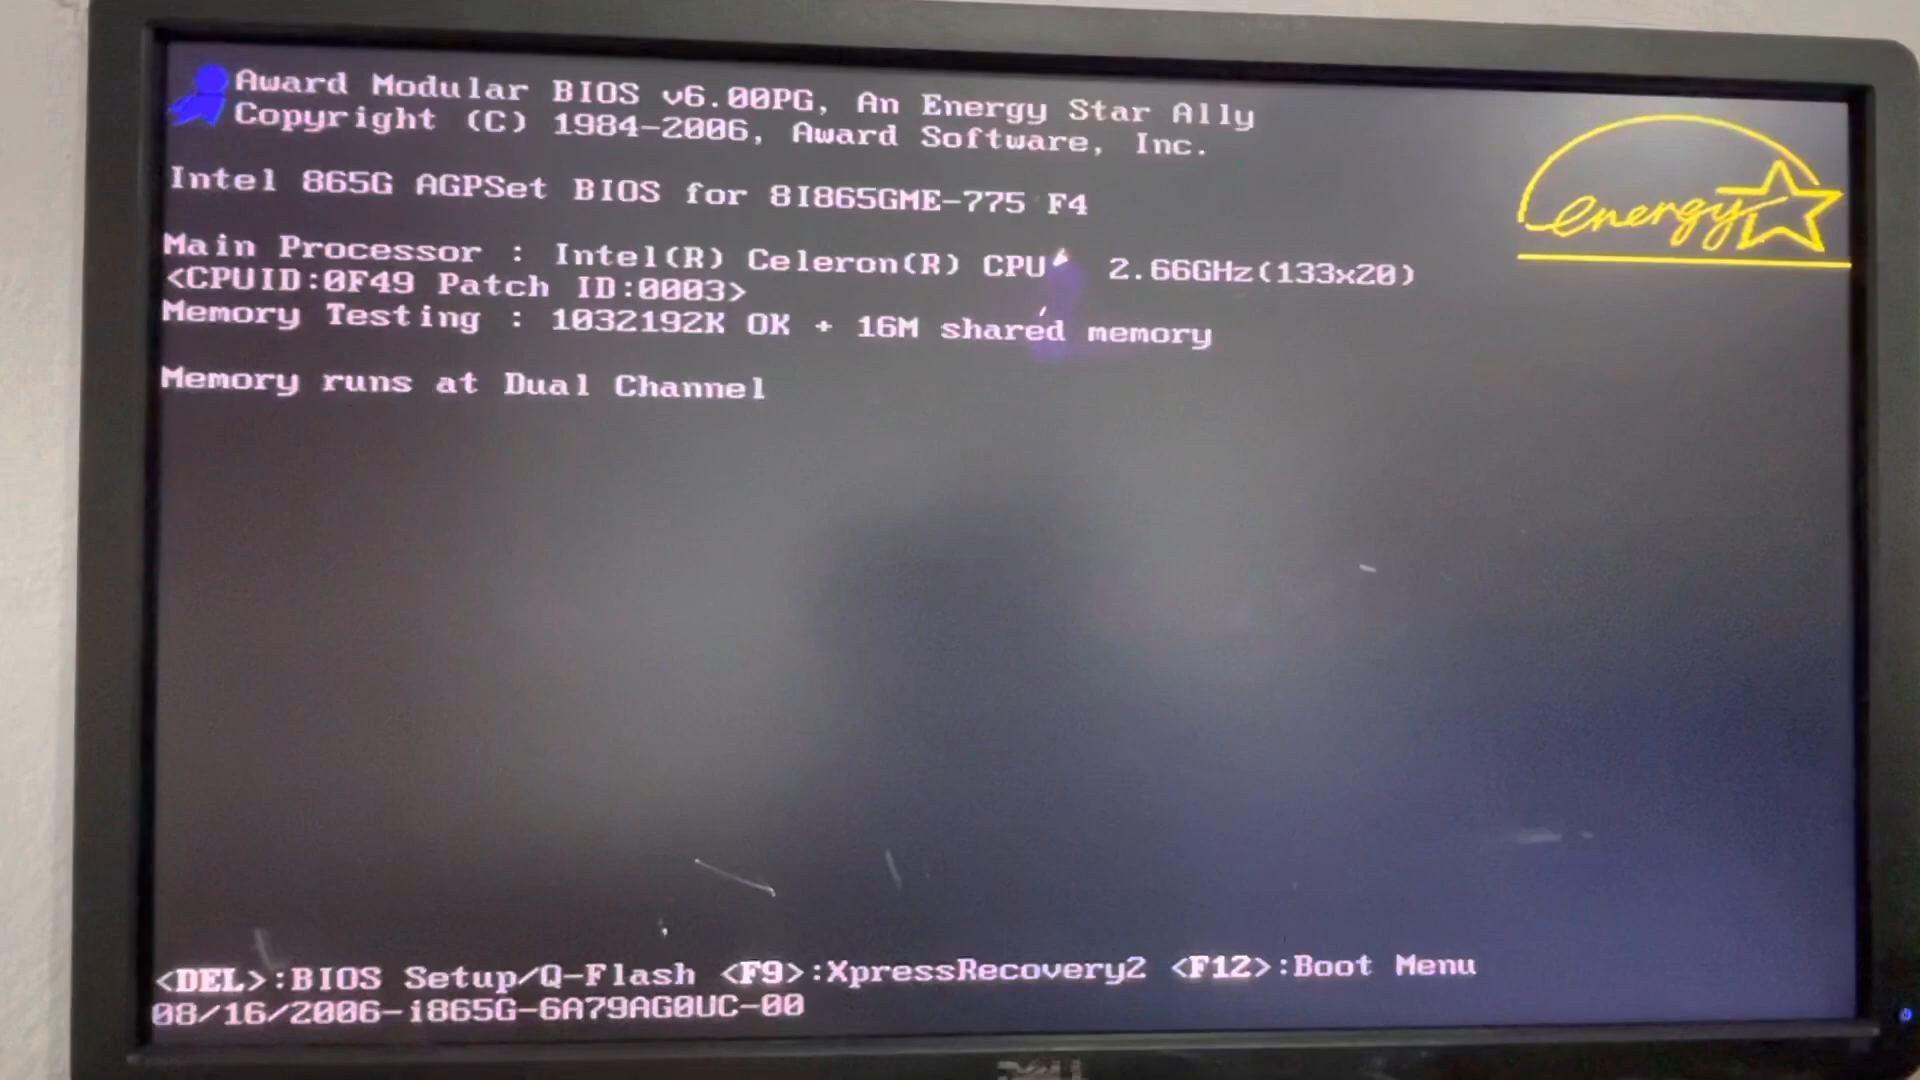 Award Modular BIOS v6.00PG, An Energy Star Ally
Copyright (C) 1984-2006, Award Software, Inc.
energy
Intel 865G AGPSet BIOS for 8I865GME-775 F4
Main Processor : Intel(R) Celeron(R) CPU 2.66GHz(133x20)
<CPUID:0F49 Patch ID:0003>
Memory Testing : 1032192K OK + 16M shared memory
Memory runs at Dual Channel
<DEL>:BIOS Setup/Q-Flash <F9>:XpressRecovery2 <F12>:Boot Menu
08/16/2006-i865G-6A79AG0UC-00
DELL